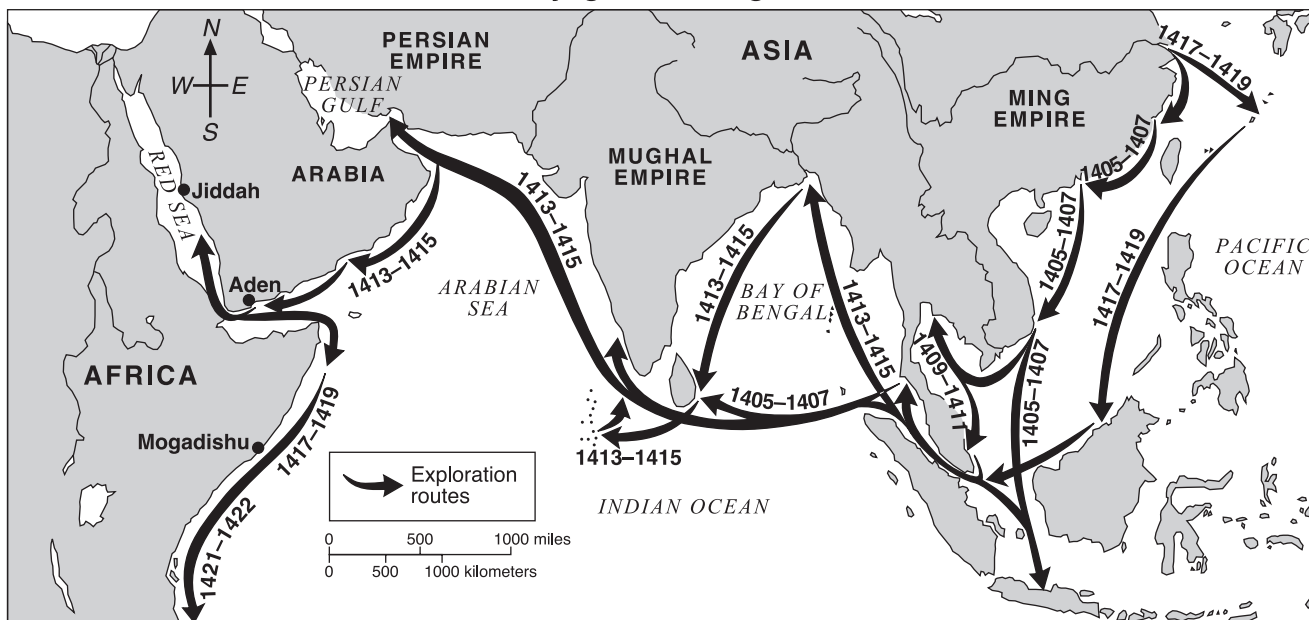 PERSIAN
EMPIRE
ASIA
1417–1419
N
W E
S
PERSIAN
GULF
MING
EMPIRE
MUGHAL
EMPIRE
1405–1407
RED SEA
Jiddah
ARABIA
1413–1415
1405–1407
PACIFIC
OCEAN
1413–1415
1413–1415
1417–1419
Aden
ARABIAN
SEA
BAY OF
BENGAL
1413–1415
AFRICA
1409–1411
1405–1407
1405–1407
Mogadishu
1417–1419
1413–1415
Exploration
routes
INDIAN OCEAN
0 500 1000 miles
0 500 1000 kilometers
1421–1422